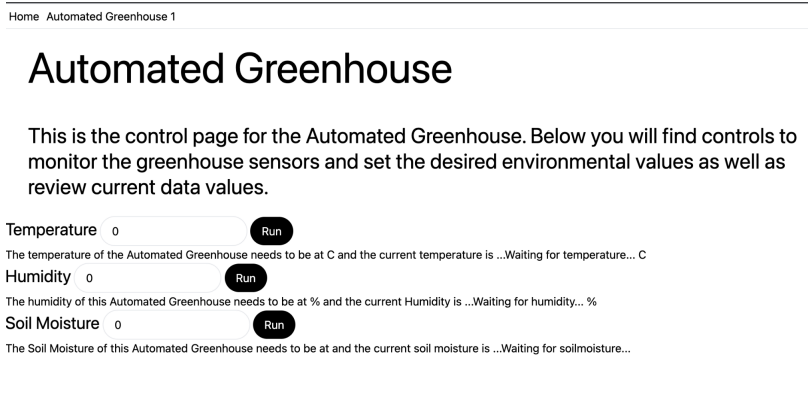 Home Automated Greenhouse 1
Automated Greenhouse
This is the control page for the Automated Greenhouse. Below you will find controls to
monitor the greenhouse sensors and set the desired environmental values as well as
review current data values.
Temperature 0 Run
The temperature of the Automated Greenhouse needs to be at C and the current temperature is ...Waiting for temperature... C
Humidity 0 Run
The humidity of this Automated Greenhouse needs to be at % and the current Humidity is ...Waiting for humidity... %
Soil Moisture 0 Run
The Soil Moisture of this Automated Greenhouse needs to be at and the current soil moisture is ...Waiting for soilmoisture...